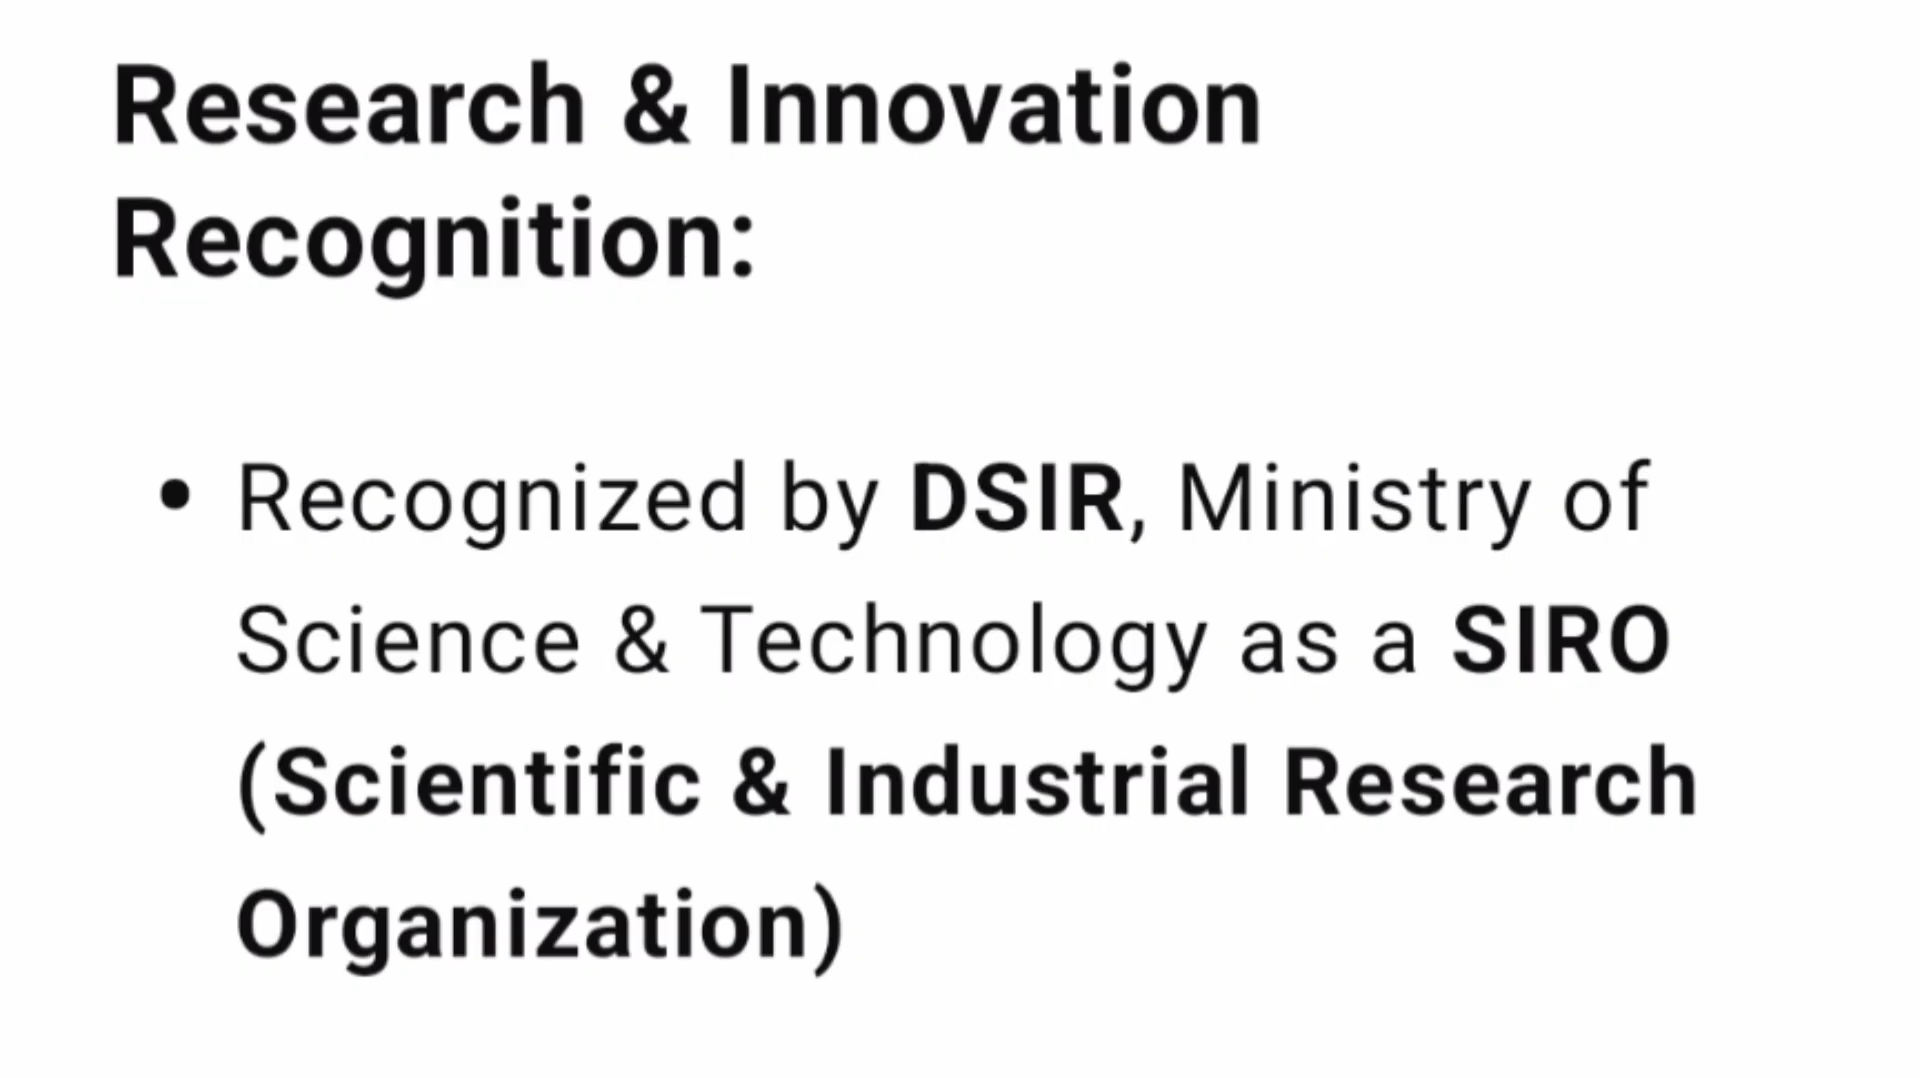 Research & Innovation
Recognition:
• Recognized by DSIR, Ministry of
Science & Technology as a SIRO
(Scientific & Industrial Research
Organization)